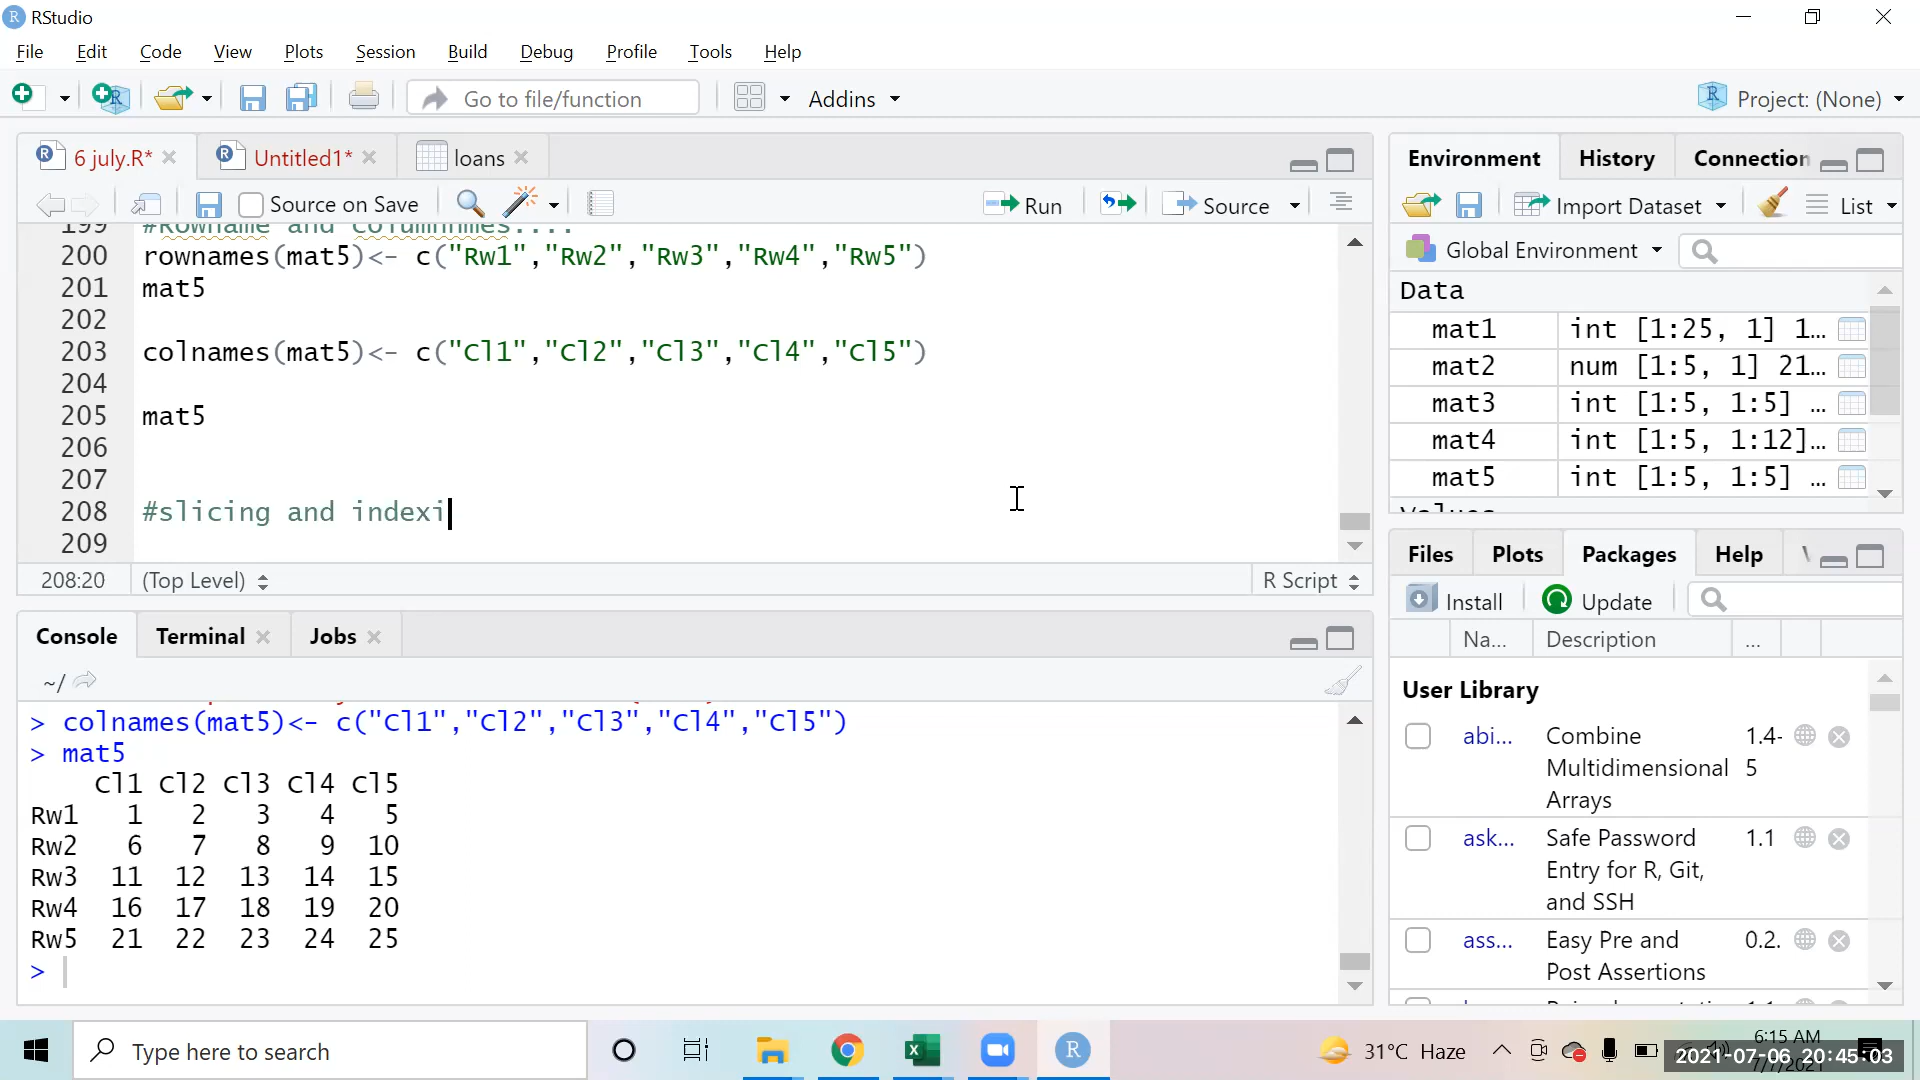 RStudio
File Edit Code View Plots Session Build Debug Profile Tools Help
Go to file/function Addins Project: (None)
6 july.R* Untitled1* loans
Source on Save Run Source
199 #Rowname and columnmes....
200 rownames(mat5)<- c("Rw1","Rw2","Rw3","Rw4","Rw5")
201 mat5
202
203 colnames(mat5)<- c("Cl1","Cl2","Cl3","Cl4","Cl5")
204
205 mat5
206
207
208 #slicing and indexi
209
208:20 (Top Level) R Script
Console Terminal Jobs
~/
> colnames(mat5)<- c("Cl1","Cl2","Cl3","Cl4","Cl5")
> mat5
Cl1 Cl2 Cl3 Cl4 Cl5
Rw1 1 2 3 4 5
Rw2 6 7 8 9 10
Rw3 11 12 13 14 15
Rw4 16 17 18 19 20
Rw5 21 22 23 24 25
>
Environment History Connection
Import Dataset List
Global Environment
Data
mat1 int [1:25, 1] 1...
mat2 num [1:5, 1] 21...
mat3 int [1:5, 1:5] ...
mat4 int [1:5, 1:12]...
mat5 int [1:5, 1:5] ...
Values
Files Plots Packages Help
Install Update
Na... Description ...
User Library
abi... Combine 1.4-
Multidimensional 5
Arrays
ask... Safe Password 1.1
Entry for R, Git,
and SSH
ass... Easy Pre and 0.2.
Post Assertions
Type here to search
31°C Haze
6:15 AM
2021-07-06 20:45:03